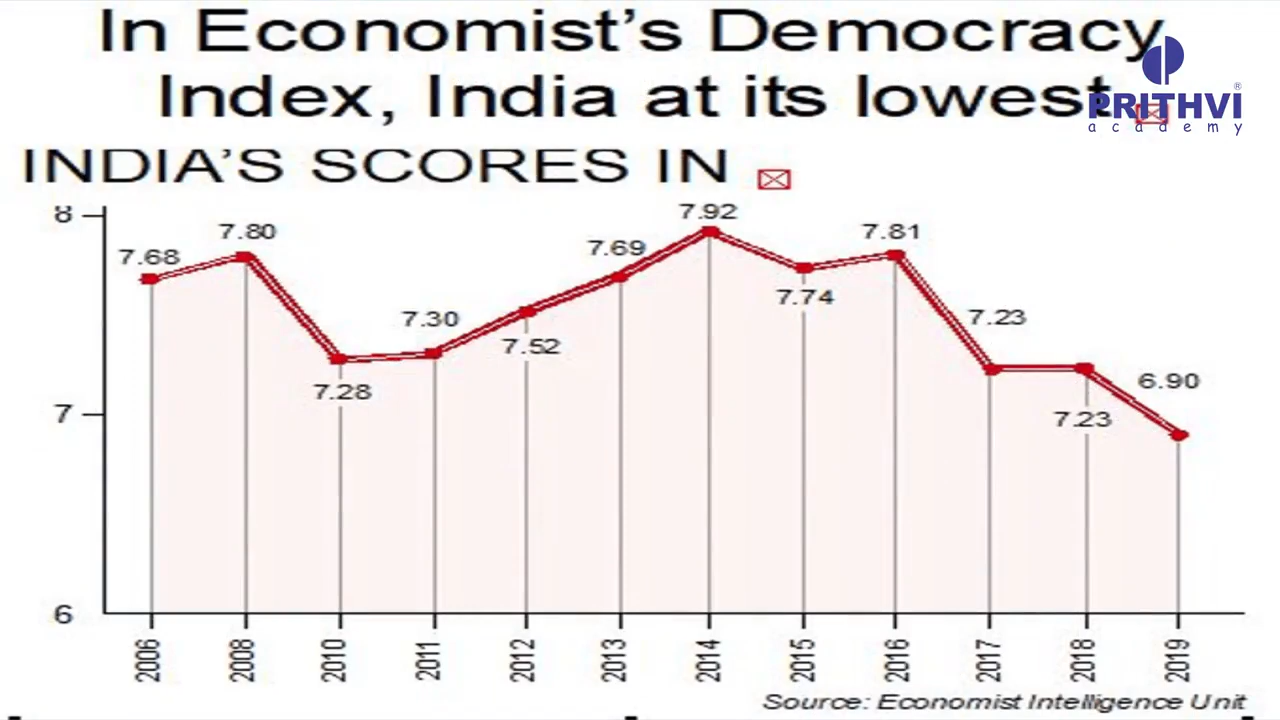 In Economist's Democracy
Index, India at its lowest
PRITHVI ®
academy
INDIA'S SCORES IN
8
7
6
7.68
7.80
7.28
7.30
7.52
7.69
7.92
7.74
7.81
7.23
7.23
6.90
2006 2008 2010 2011 2012 2013 2014 2015 2016 2017 2018 2019
Source: Economist Intelligence Unit